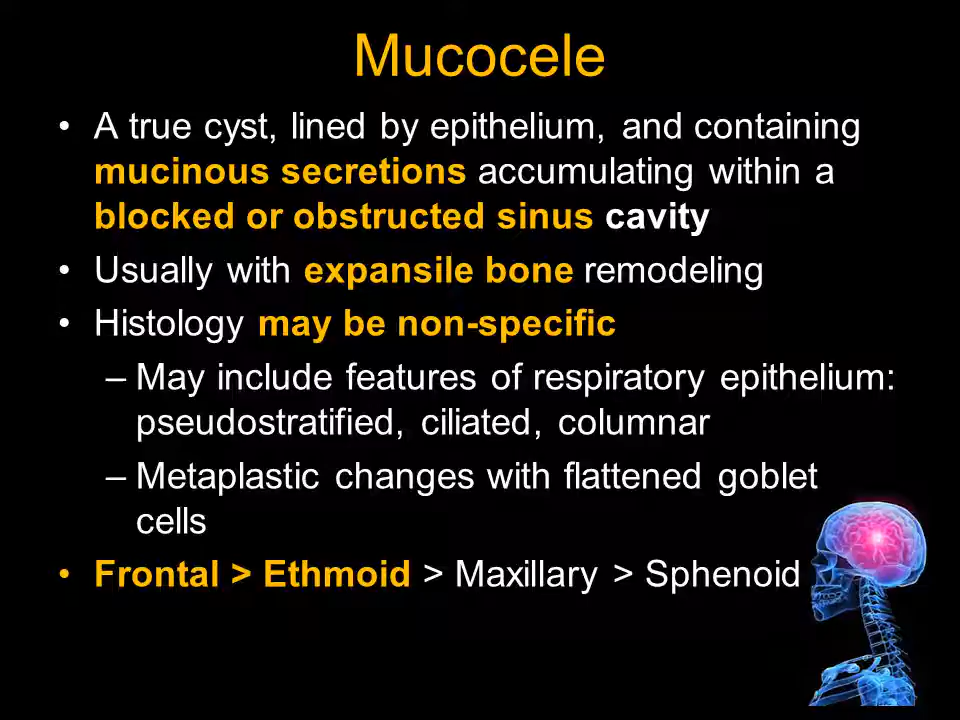 Mucocele
• A true cyst, lined by epithelium, and containing
mucinous secretions accumulating within a
blocked or obstructed sinus cavity
• Usually with expansile bone remodeling
• Histology may be non-specific
– May include features of respiratory epithelium:
pseudostratified, ciliated, columnar
– Metaplastic changes with flattened goblet
cells
• Frontal > Ethmoid > Maxillary > Sphenoid